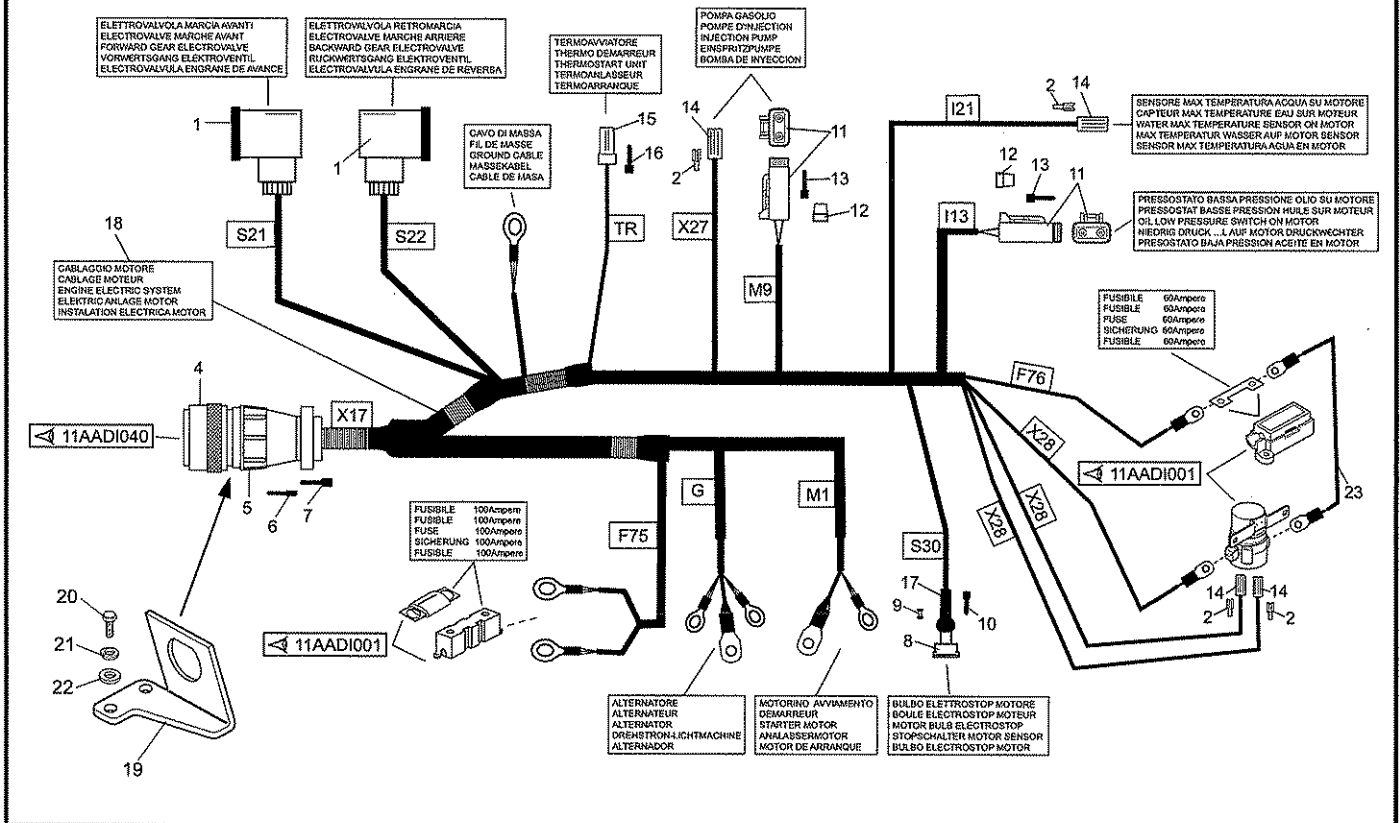 ELETTROVALVOLA MARCIA AVANTI
ELECTROVALVE MARCHE AVANT
FORWARD GEAR ELECTROVALVE
VORWERTSGANG ELEKTROVENTIL
ELECTROVALVULA ENGRANE DE AVANCE
ELETTROVALVOLA RETROMARCIA
ELECTROVALVE MARCHE ARRIERE
BACKWARD GEAR ELECTROVALVE
RUCKWERTSGANG ELEKTROVENTIL
ELECTROVALVULA ENGRANE DE REVERSA
TERMOAVVIATORE
THERMO DEMARREUR
THERMOSTART UNIT
TERMOANLASSEUR
TERMOARRANQUE
POMPA GASOLIO
POMPE D'INJECTION
INJECTION PUMP
EINSPRITZPUMPE
BOMBA DE INYECCION
CAVO DI MASSA
FIL DE MASSE
GROUND CABLE
MASSEKABEL
CABLE DE MASA
SENSORE MAX TEMPERATURA ACQUA SU MOTORE
CAPTEUR MAX TEMPERATURE EAU SUR MOTEUR
WATER MAX TEMPERATURE SENSOR ON MOTOR
MAX TEMPERATUR WASSER AUF MOTOR SENSOR
SENSOR MAX TEMPERATURA AGUA EN MOTOR
PRESSOSTATO BASSA PRESSIONE OLIO SU MOTORE
PRESSOSTAT BASSE PRESSION HUILE SUR MOTEUR
OIL LOW PRESSURE SWITCH ON MOTOR
NIEDRIG DRUCK ...L AUF MOTOR DRUCKWECHTER
PRESOSTATO BAJA PRESSION ACEITE EN MOTOR
1
1
15
16
14
2
11
13
12
2
14
12
13
11
I21
I13
S21
S22
TR
X27
M9
18
CABLAGGIO MOTORE
CABLAGE MOTEUR
ENGINE ELECTRIC SYSTEM
ELEKTRIC ANLAGE MOTOR
INSTALATION ELECTRICA MOTOR
FUSIBILE 60Ampere
FUSIBLE 60Ampere
FUSE 60Ampere
SICHERUNG 60Ampere
FUSIBLE 60Ampere
4
11AADI040
X17
5
6
7
F76
X28
X28
X28
11AADI001
23
FUSIBILE 100Ampere
FUSIBLE 100Ampere
FUSE 100Ampere
SICHERUNG 100Ampere
FUSIBLE 100Ampere
F75
G
M1
S30
17
9
10
8
14
14
2
2
11AADI001
20
21
22
19
ALTERNATORE
ALTERNATEUR
ALTERNATOR
DREHSTRON-LICHTMACHINE
ALTERNADOR
MOTORINO AVVIAMENTO
DEMARREUR
STARTER MOTOR
ANALASSERMOTOR
MOTOR DE ARRANQUE
BULBO ELETTROSTOP MOTORE
BOULE ELECTROSTOP MOTEUR
MOTOR BULB ELECTROSTOP
STOPSCHALTER MOTOR SENSOR
BULBO ELECTROSTOP MOTOR